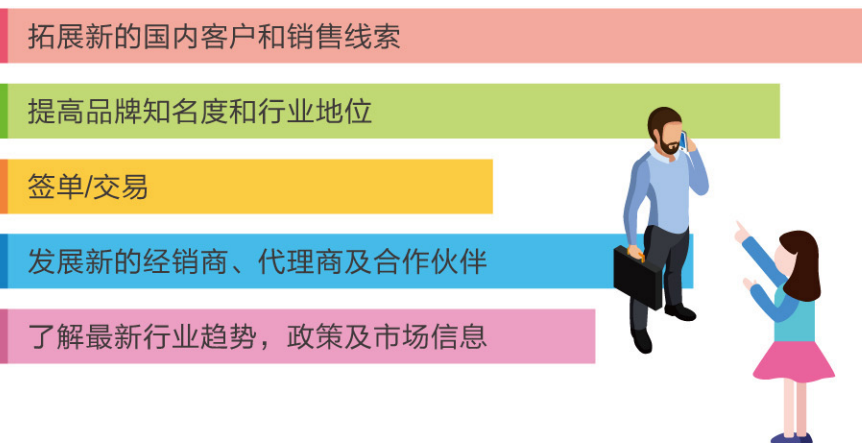 拓展新的国内客户和销售线索
提高品牌知名度和行业地位
签单/交易
发展新的经销商、代理商及合作伙伴
了解最新行业趋势，政策及市场信息